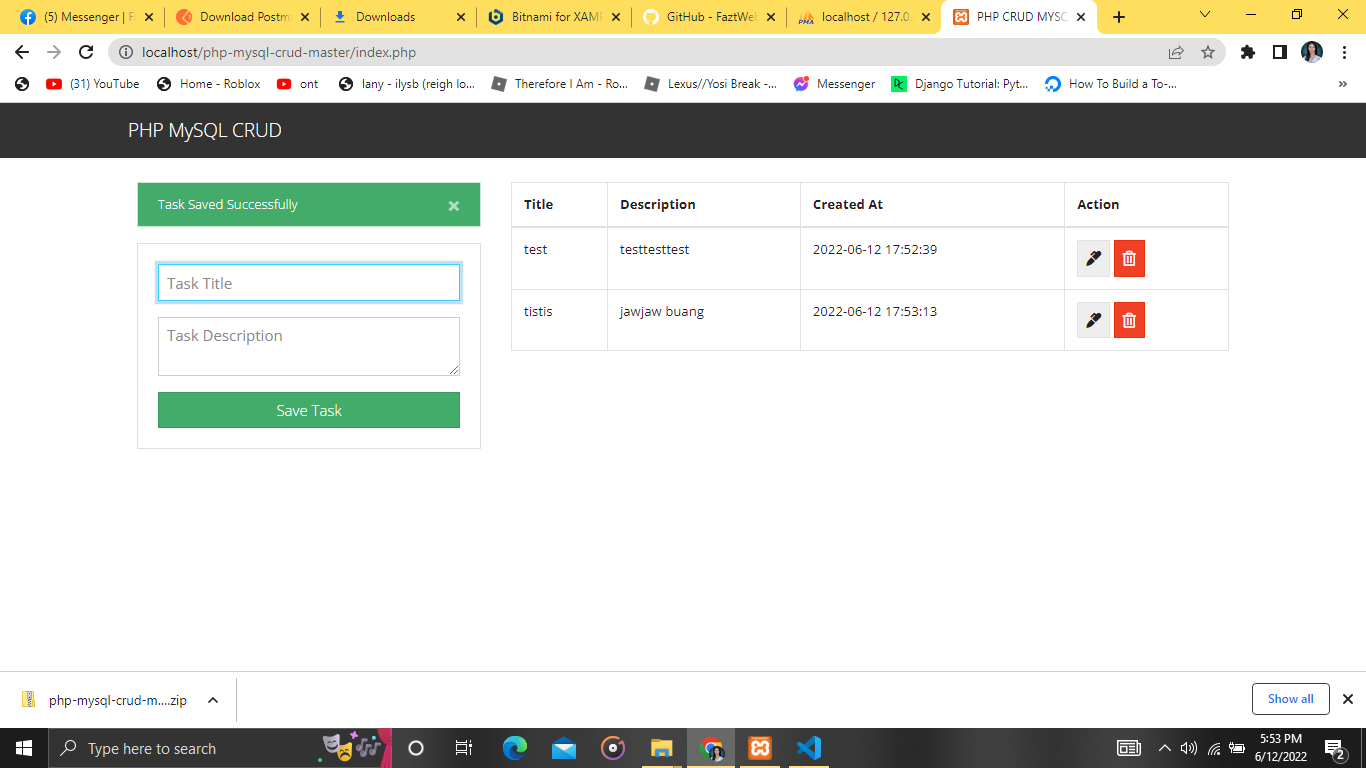 (5) Messenger | F
Download Postm
Downloads
Bitnami for XAMP
GitHub - FaztWeb
localhost / 127.0.
PHP CRUD MYSC
localhost/php-mysql-crud-master/index.php
(31) YouTube
Home - Roblox
ont
lany - ilysb (reigh lo...
Therefore I Am - Ro...
Lexus//Yosi Break -...
Messenger
Django Tutorial: Pyt...
How To Build a To-...
»
PHP MySQL CRUD
Task Saved Successfully ×
Task Title
Task Description
Save Task
Title Description Created At Action
test testtesttest 2022-06-12 17:52:39
tistis jawjaw buang 2022-06-12 17:53:13
php-mysql-crud-m....zip
Show all
Type here to search
5:53 PM
6/12/2022
2